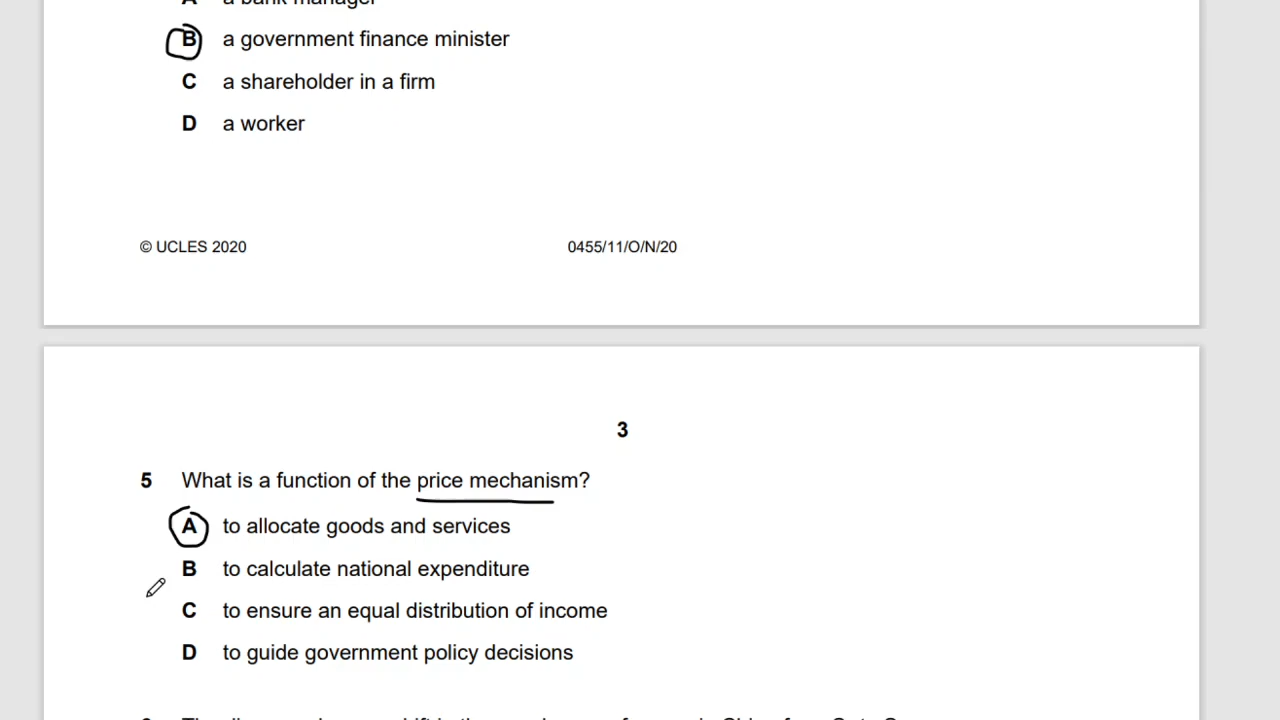 A a bank manager
B a government finance minister
C a shareholder in a firm
D a worker
© UCLES 2020 0455/11/O/N/20
3
5 What is a function of the price mechanism?
A to allocate goods and services
B to calculate national expenditure
C to ensure an equal distribution of income
D to guide government policy decisions